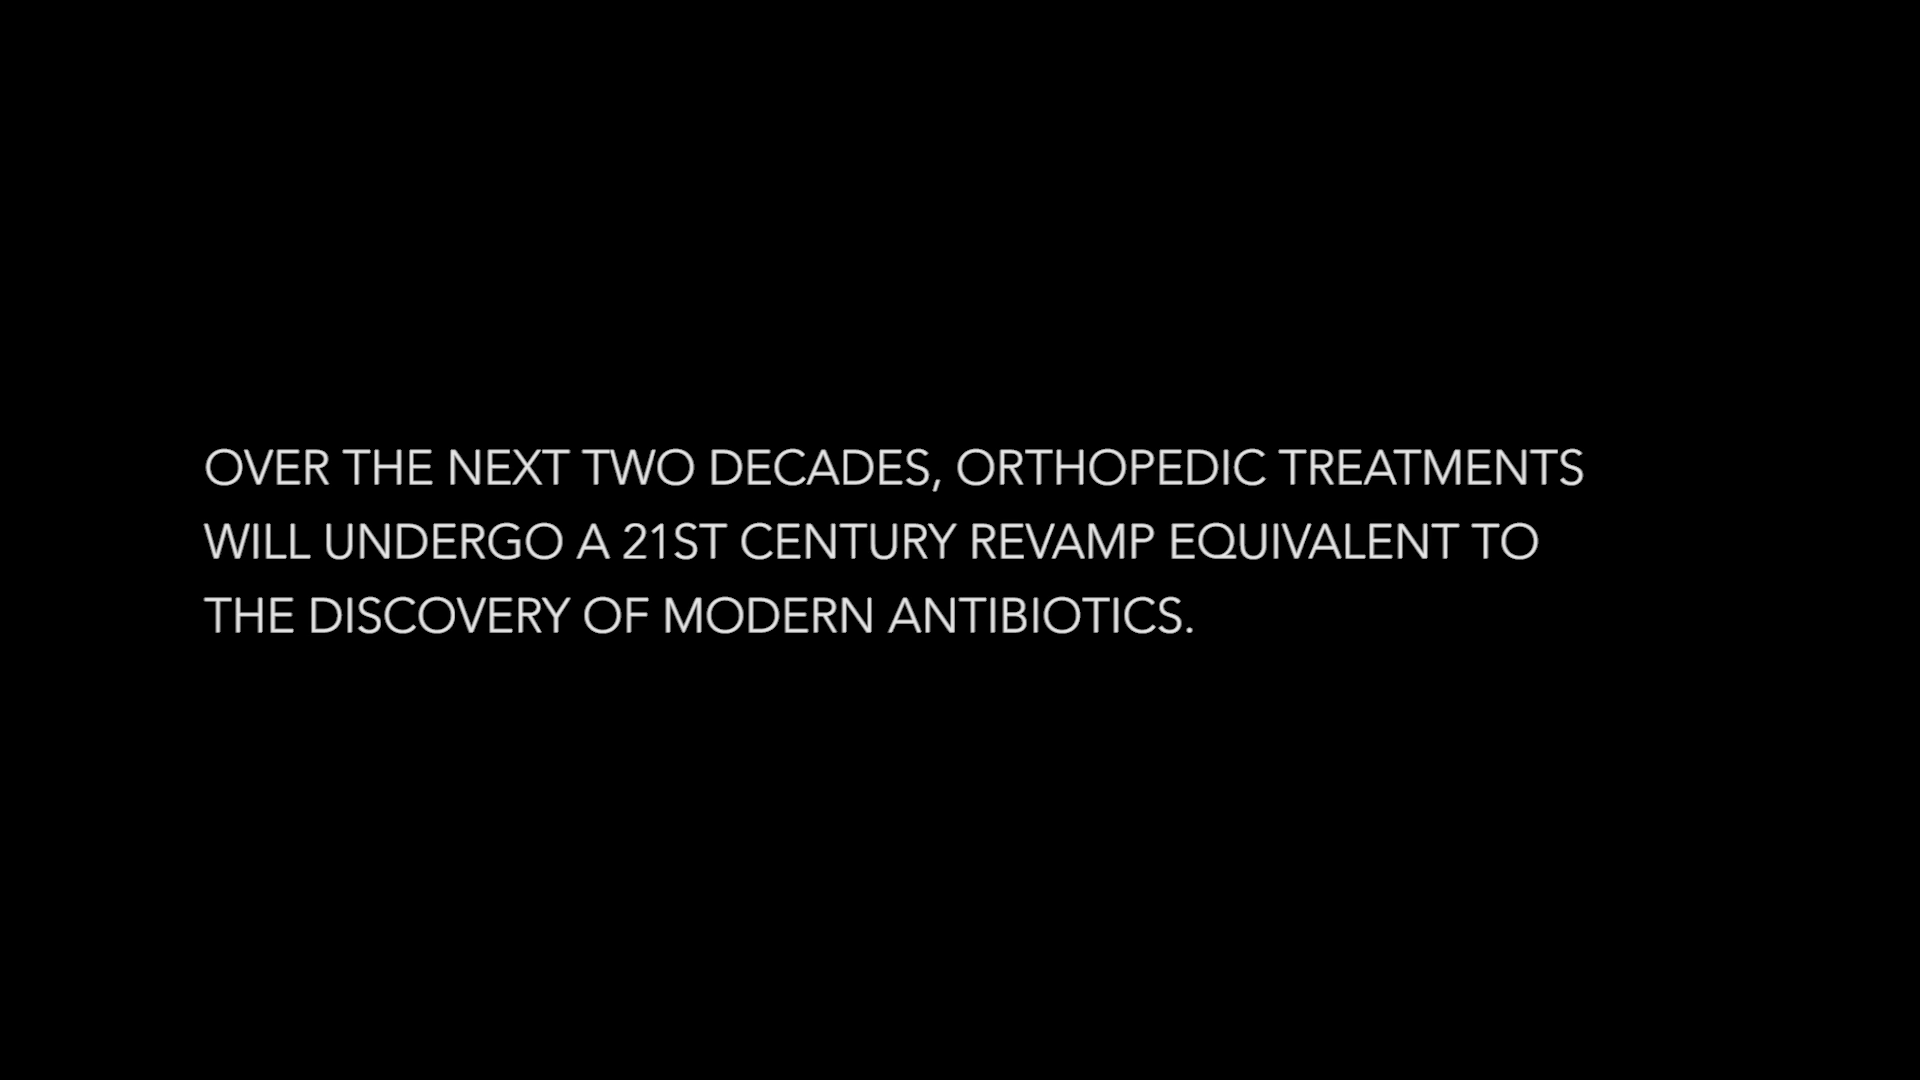 OVER THE NEXT TWO DECADES, ORTHOPEDIC TREATMENTS
WILL UNDERGO A 21ST CENTURY REVAMP EQUIVALENT TO
THE DISCOVERY OF MODERN ANTIBIOTICS.